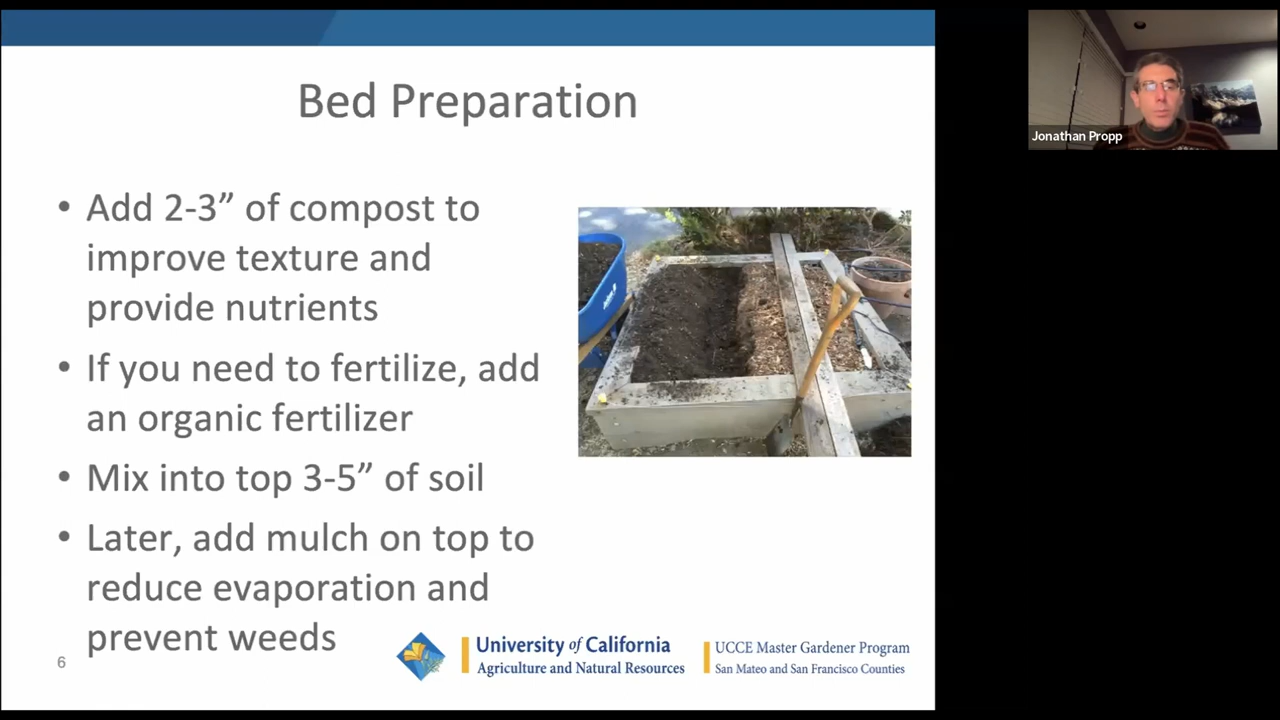 Bed Preparation
• Add 2-3” of compost to
improve texture and
provide nutrients
• If you need to fertilize, add
an organic fertilizer
• Mix into top 3-5” of soil
• Later, add mulch on top to
reduce evaporation and
prevent weeds
6
University of California
Agriculture and Natural Resources
UCCE Master Gardener Program
San Mateo and San Francisco Counties
Jonathan Propp